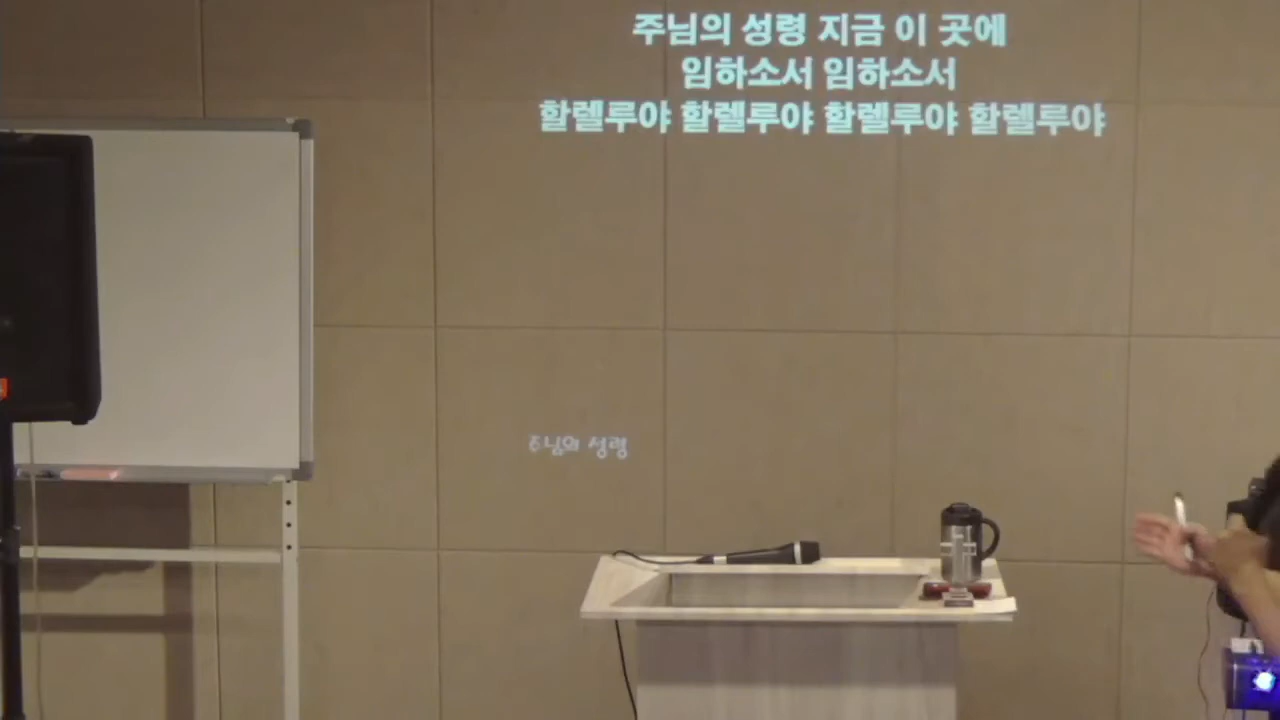 주님의 성령 지금 이 곳에
임하소서 임하소서
할렐루야 할렐루야 할렐루야 할렐루야
주님의 성령